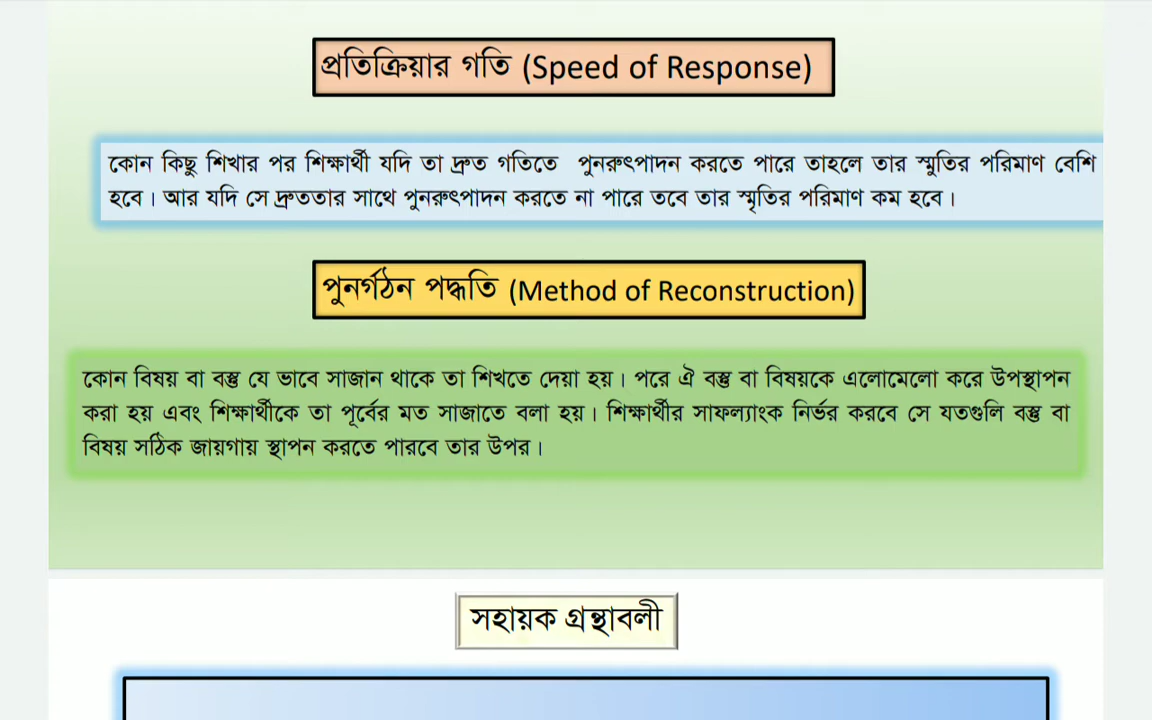 প্রতিক্রিয়ার গতি (Speed of Response)
কোন কিছু শিখার পর শিক্ষার্থী যদি তা দ্রুত গতিতে পুনরুৎপাদন করতে পারে তাহলে তার স্মৃতির পরিমাণ বেশি
হবে। আর যদি সে দ্রুততার সাথে পুনরুৎপাদন করতে না পারে তবে তার স্মৃতির পরিমাণ কম হবে।
পুনর্গঠন পদ্ধতি (Method of Reconstruction)
কোন বিষয় বা বস্তু যে ভাবে সাজান থাকে তা শিখতে দেয়া হয়। পরে ঐ বস্তু বা বিষয়কে এলোমেলো করে উপস্থাপন
করা হয় এবং শিক্ষার্থীকে তা পূর্বের মত সাজাতে বলা হয়। শিক্ষার্থীর সাফল্যাংক নির্ভর করবে সে যতগুলি বস্তু বা
বিষয় সঠিক জায়গায় স্থাপন করতে পারবে তার উপর।
সহায়ক গ্রন্থাবলী